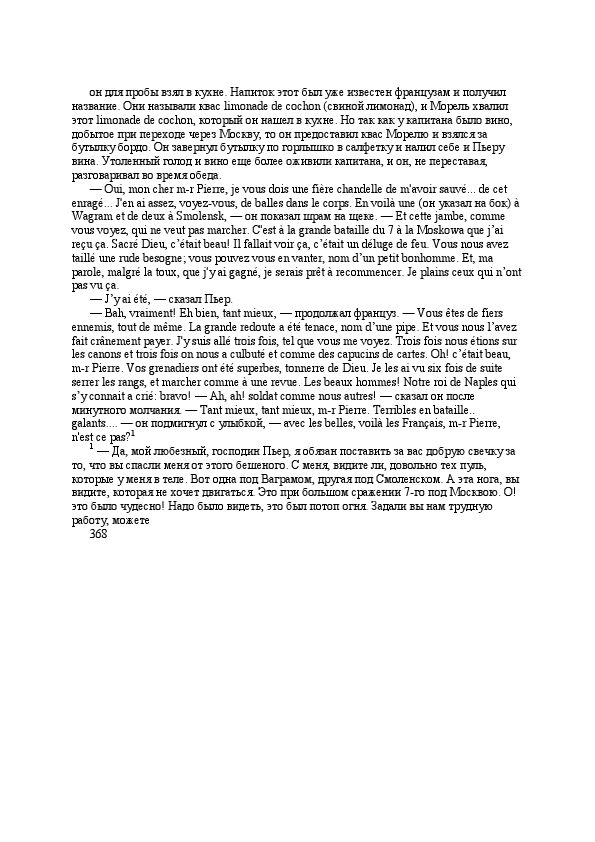 он для пробы взял в кухне. Напиток этот был уже известен французам и получил
название. Они называли квас limonade de cochon (свиной лимонад), и Морель хвалил
этот limonade de cochon, который он нашел в кухне. Но так как у капитана было вино,
добытое при переходе через Москву, то он предоставил квас Морелю и взялся за
бутылку бордо. Он завернул бутылку по горлышко в салфетку и налил себе и Пьеру
вина. Утоленный голод и вино еще более оживили капитана, и он, не переставая,
разговаривал во время обеда.
— Oui, mon cher m-r Pierre, je vous dois une fière chandelle de m'avoir sauvé... de cet
enragé... J'en ai assez, voyez-vous, de balles dans le corps. En voilà une (он указал на бок) à
Wagram et de deux à Smolensk, — он показал шрам на щеке. — Et cette jambe, comme
vous voyez, qui ne veut pas marcher. C'est à la grande bataille du 7 à la Moskowa que j’ai
reçu ça. Sacré Dieu, c’était beau! Il fallait voir ça, c’était un déluge de feu. Vous nous avez
taillé une rude besogne; vous pouvez vous en vanter, nom d’un petit bonhomme. Et, ma
parole, malgré la toux, que j'y ai gagné, je serais prêt à recommencer. Je plains ceux qui n’ont
pas vu ça.
— J’y ai été, — сказал Пьер.
— Bah, vraiment! Eh bien, tant mieux, — продолжал француз. — Vous êtes de fiers
ennemis, tout de même. La grande redoute a été tenace, nom d’une pipe. Et vous nous l’avez
fait crânement payer. J'y suis allé trois fois, tel que vous me voyez. Trois fois nous étions sur
les canons et trois fois on nous a culbuté et comme des capucins de cartes. Oh! c’était beau,
m-r Pierre. Vos grenadiers ont été superbes, tonnerre de Dieu. Je les ai vu six fois de suite
serrer les rangs, et marcher comme à une revue. Les beaux hommes! Notre roi de Naples qui
s’y connait a crié: bravo! — Ah, ah! soldat comme nous autres! — сказал он после
минутного молчания. — Tant mieux, tant mieux, m-r Pierre. Terribles en bataille..
galants.... — он подмигнул с улыбкой, — avec les belles, voilà les Français, m-r Pierre,
n'est ce pas?1
1 — Да, мой любезный, господин Пьер, я обязан поставить за вас добрую свечку за
то, что вы спасли меня от этого бешеного. С меня, видите ли, довольно тех пуль,
которые у меня в теле. Вот одна под Ваграмом, другая под Смоленском. А эта нога, вы
видите, которая не хочет двигаться. Это при большом сражении 7-го под Москвою. О!
это было чудесно! Надо было видеть, это был потоп огня. Задали вы нам трудную
работу; можете
368